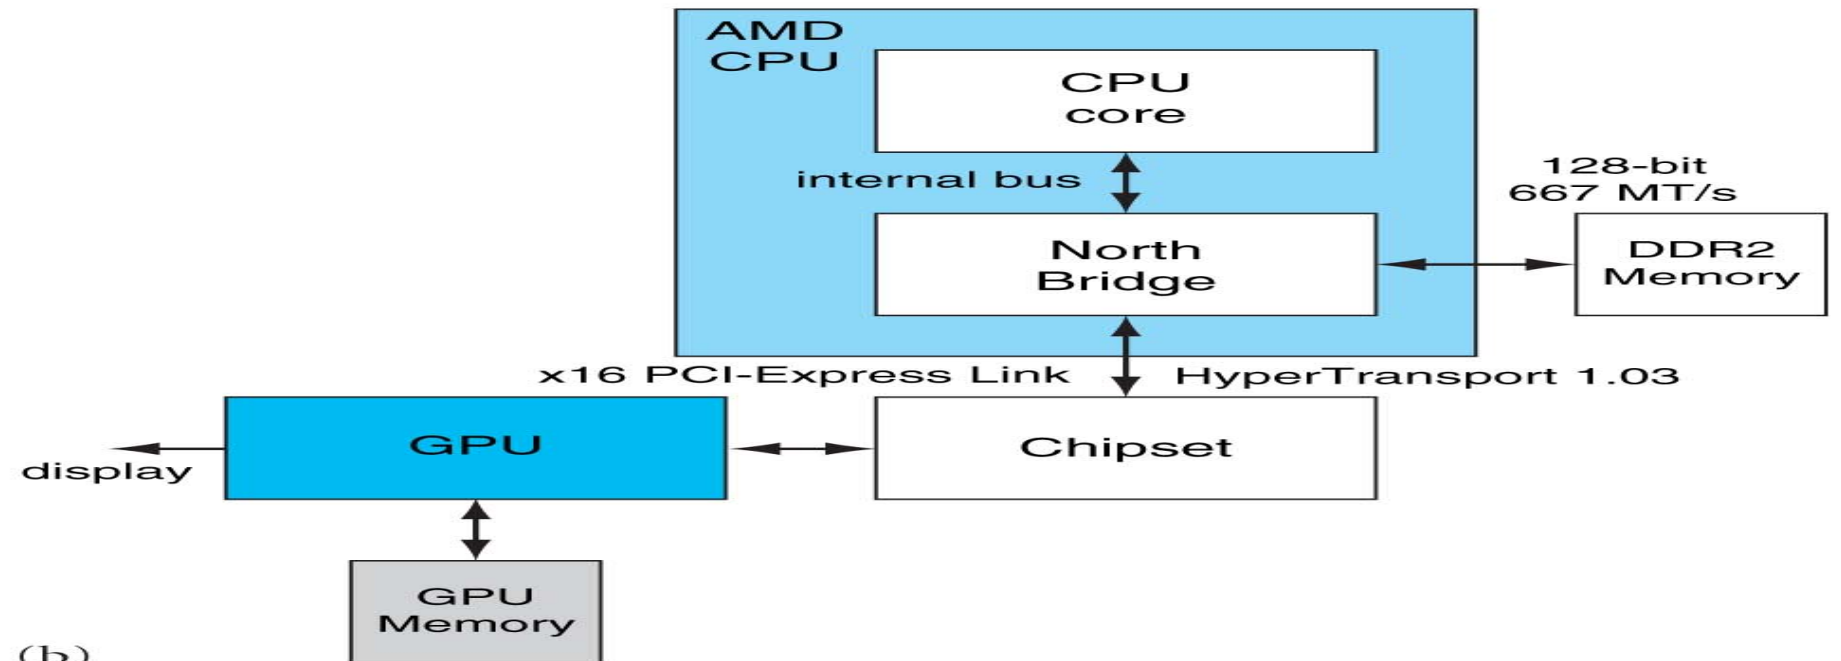 AMD
CPU
CPU
core
internal bus
128-bit
667 MT/s
North
Bridge
DDR2
Memory
x16 PCI-Express Link
HyperTransport 1.03
GPU
Chipset
display
GPU
Memory
(b)